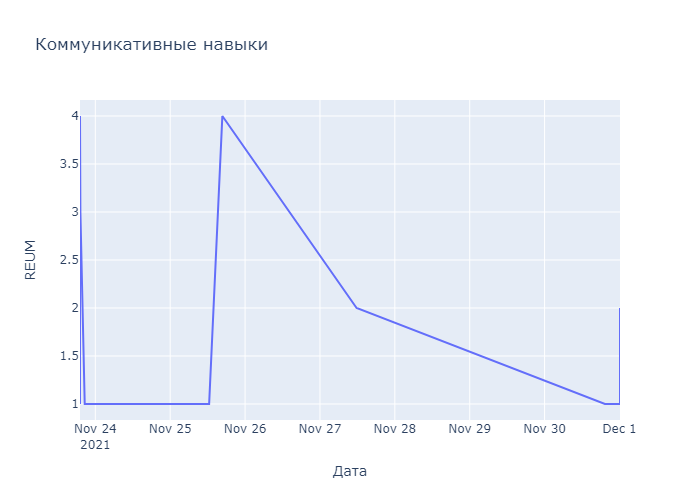 Коммуникативные навыки
4
3.5
3
2.5
2
1.5
1
REUM
Nov 24
2021
Nov 25
Nov 26
Nov 27
Nov 28
Nov 29
Nov 30
Dec 1
Дата